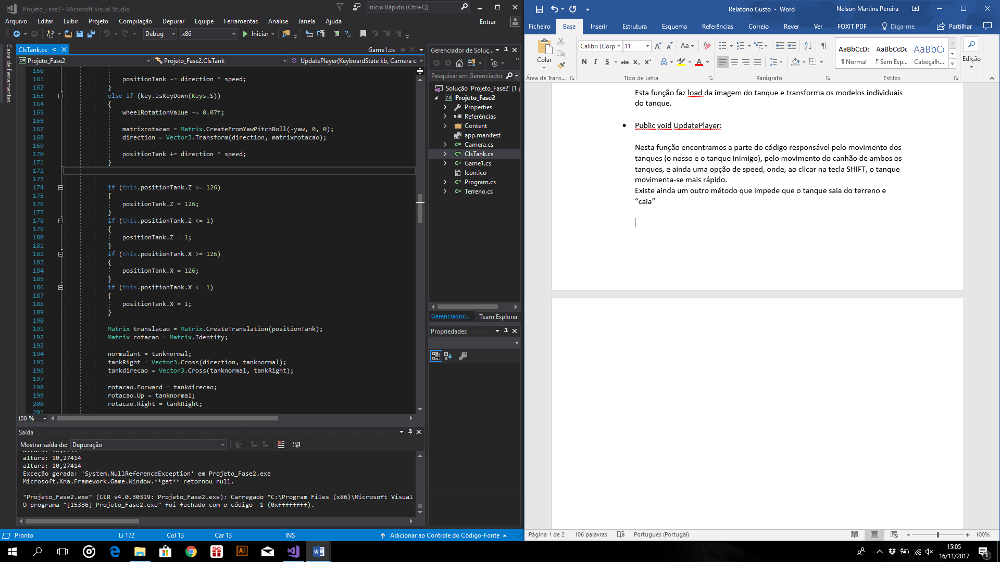 Projeto_Fase2 - Microsoft Visual Studio
Início Rápido (Ctrl+Q)
Arquivo Editar Exibir Projeto Compilação Depurar Equipe Ferramentas Análise Janela Ajuda
Entrar
Debug x86 Iniciar
Caixa de Ferramentas
ClsTank.cs
Game1.cs
Projeto_Fase2 Projeto_Fase2.ClsTank UpdatePlayer(KeyboardState kb, Camera c
160
161 positionTank -= direction * speed;
162 }
163 else if (key.IsKeyDown(Keys.S))
164 {
165 wheelRotationValue -= 0.07f;
166
167 matrixrotacao = Matrix.CreateFromYawPitchRoll(-yaw, 0, 0);
168 direction = Vector3.Transform(direction, matrixrotacao);
169
170 positionTank += direction * speed;
171 }
172
173
174 if (this.positionTank.Z >= 126)
175 {
176 positionTank.Z = 126;
177 }
178 if (this.positionTank.Z <= 1)
179 {
180 positionTank.Z = 1;
181 }
182 if (this.positionTank.X >= 126)
183 {
184 positionTank.X = 126;
185 }
186 if (this.positionTank.X <= 1)
187 {
188 positionTank.X = 1;
189 }
190
191 Matrix translacao = Matrix.CreateTranslation(positionTank);
192 Matrix rotacao = Matrix.Identity;
193
194 normalant = tanknormal;
195 tankRight = Vector3.Cross(direction, tanknormal);
196 tankdirecao = Vector3.Cross(tanknormal, tankRight);
197
198 rotacao.Forward = tankdirecao;
199 rotacao.Up = tanknormal;
200 rotacao.Right = tankRight;
201
100 %
Saída
Mostrar saída de: Depuração
altura: 10,27414
altura: 10,27414
altura: 10,27414
Exceção gerada: 'System.NullReferenceException' em Projeto_Fase2.exe
Microsoft.Xna.Framework.Game.Window.**get** retornou null.
"Projeto_Fase2.exe" (CLR v4.0.30319: Projeto_Fase2.exe): Carregado "C:\Program Files (x86)\Microsoft Visual
O programa "[15336] Projeto_Fase2.exe" foi fechado com o código -1 (0xffffffff).
Pronto Li 172 Col 13 Car 13 INS Adicionar ao Controle do Código-Fonte
Gerenciador de Soluç...
Pesquisar em Gerenciador
Solução 'Projeto_Fase2' (1 p
Projeto_Fase2
Properties
Referências
Content
app.manifest
Camera.cs
ClsTank.cs
Game1.cs
Icon.ico
Program.cs
Terreno.cs
Gerenciador... Team Explorer
Propriedades
Relatório Gusto - Word
Nelson Martins Pereira
Ficheiro Base Inserir Estrutura Esquema Referências Correio Rever Ver FOXIT PDF Diga-me Partilhar
Colar
Calibri (Corp 11
N I S abc x₂ x²
AaBbCcDc AaBbCcDc AaBbCc
¶ Normal ¶ Sem Esp... Cabeçalh...
Edição
Área de Trans... Tipo de Letra Parágrafo Estilos
Esta função faz load da imagem do tanque e transforma os modelos individuais
do tanque.
• Public void UpdatePlayer:
Nesta função encontramos a parte do código responsável pelo movimento dos
tanques (o nosso e o tanque inimigo), pelo movimento do canhão de ambos os
tanques, e ainda uma opção de speed, onde, ao clicar na tecla SHIFT, o tanque
movimenta-se mais rápido.
Existe ainda um outro método que impede que o tanque saia do terreno e
“caia”
Página 1 de 2 106 palavras Português (Portugal) 100%
Ai
15:05
16/11/2017
1